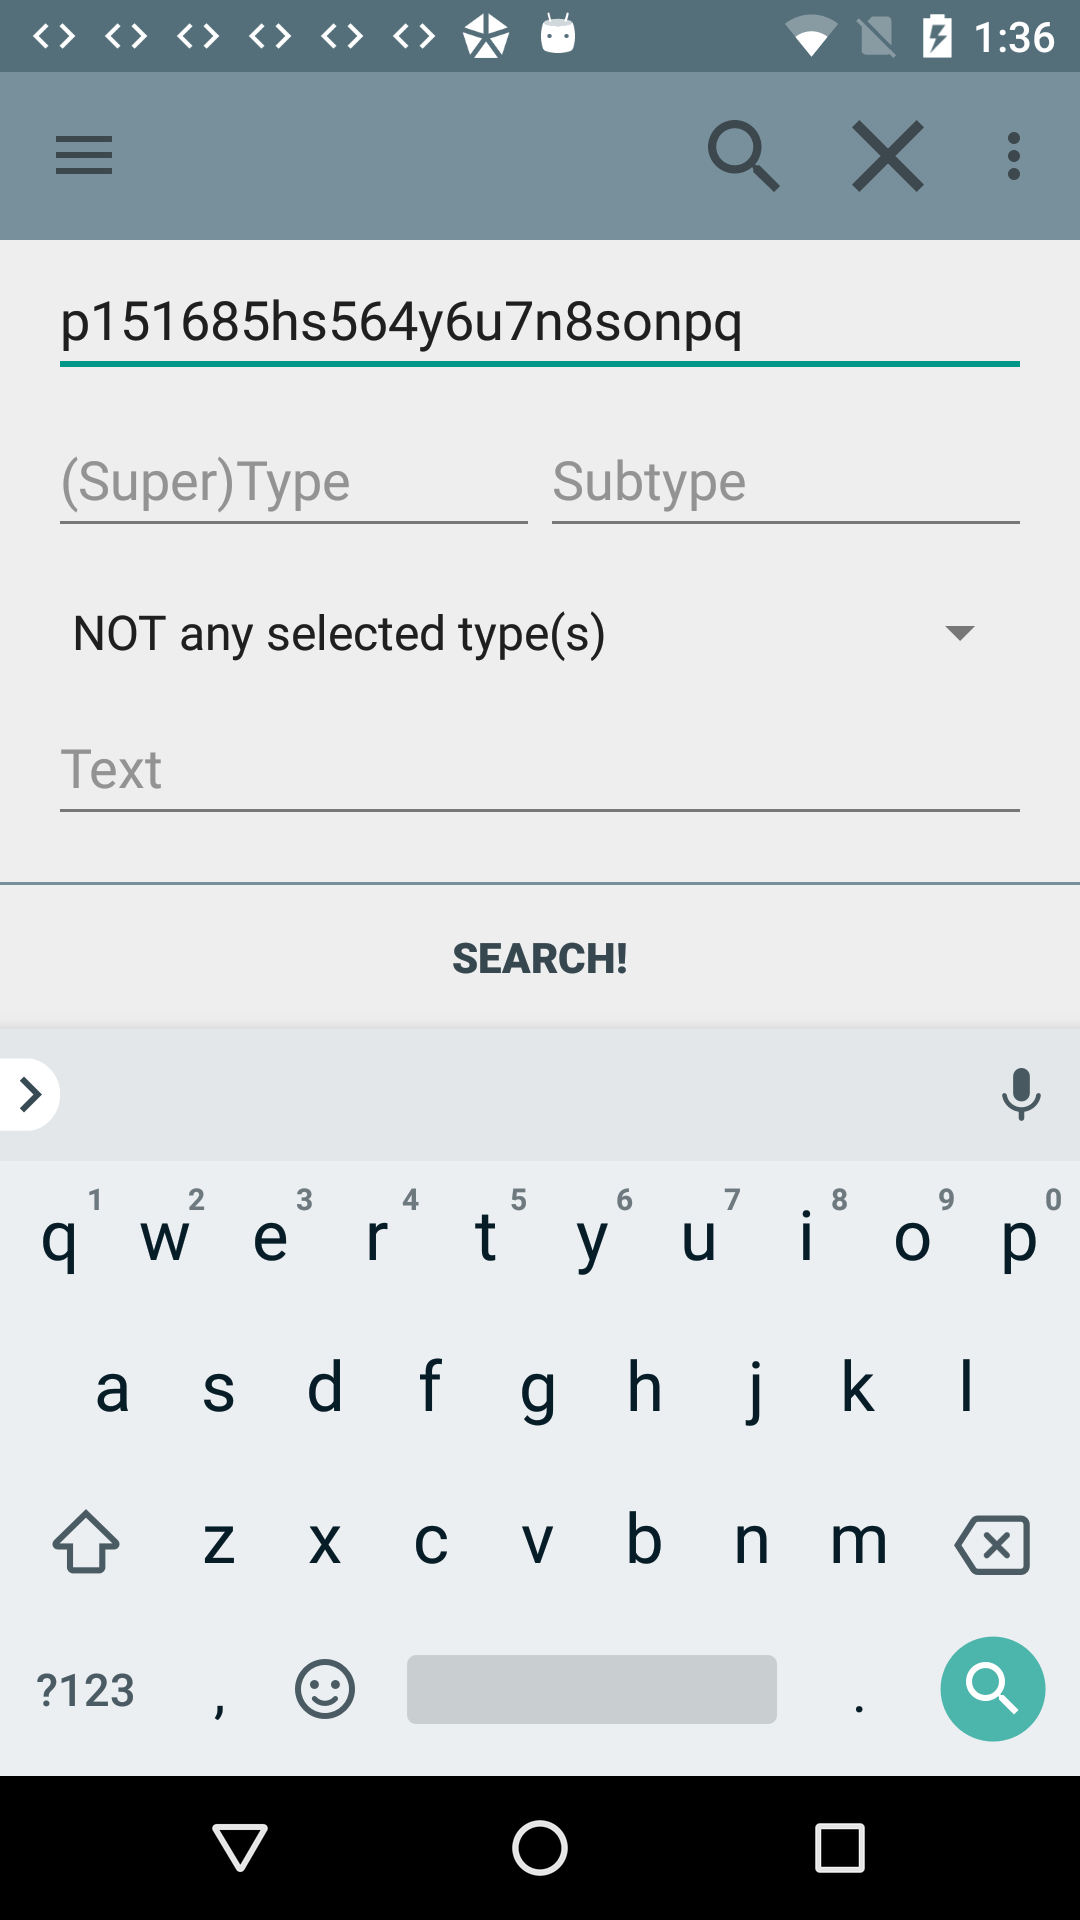 1:36
p151685hs564y6u7n8sonpq
(Super)Type Subtype
NOT any selected type(s)
Text
SEARCH!
1 2 3 4 5 6 7 8 9 0
q w e r t y u i o p
a s d f g h j k l
z x c v b n m
?123 , .